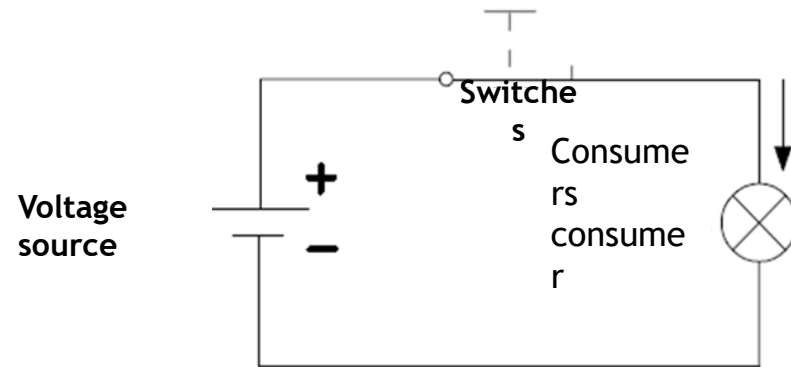 Switche
s
Consume
rs
consume
r
+
Voltage
source
−